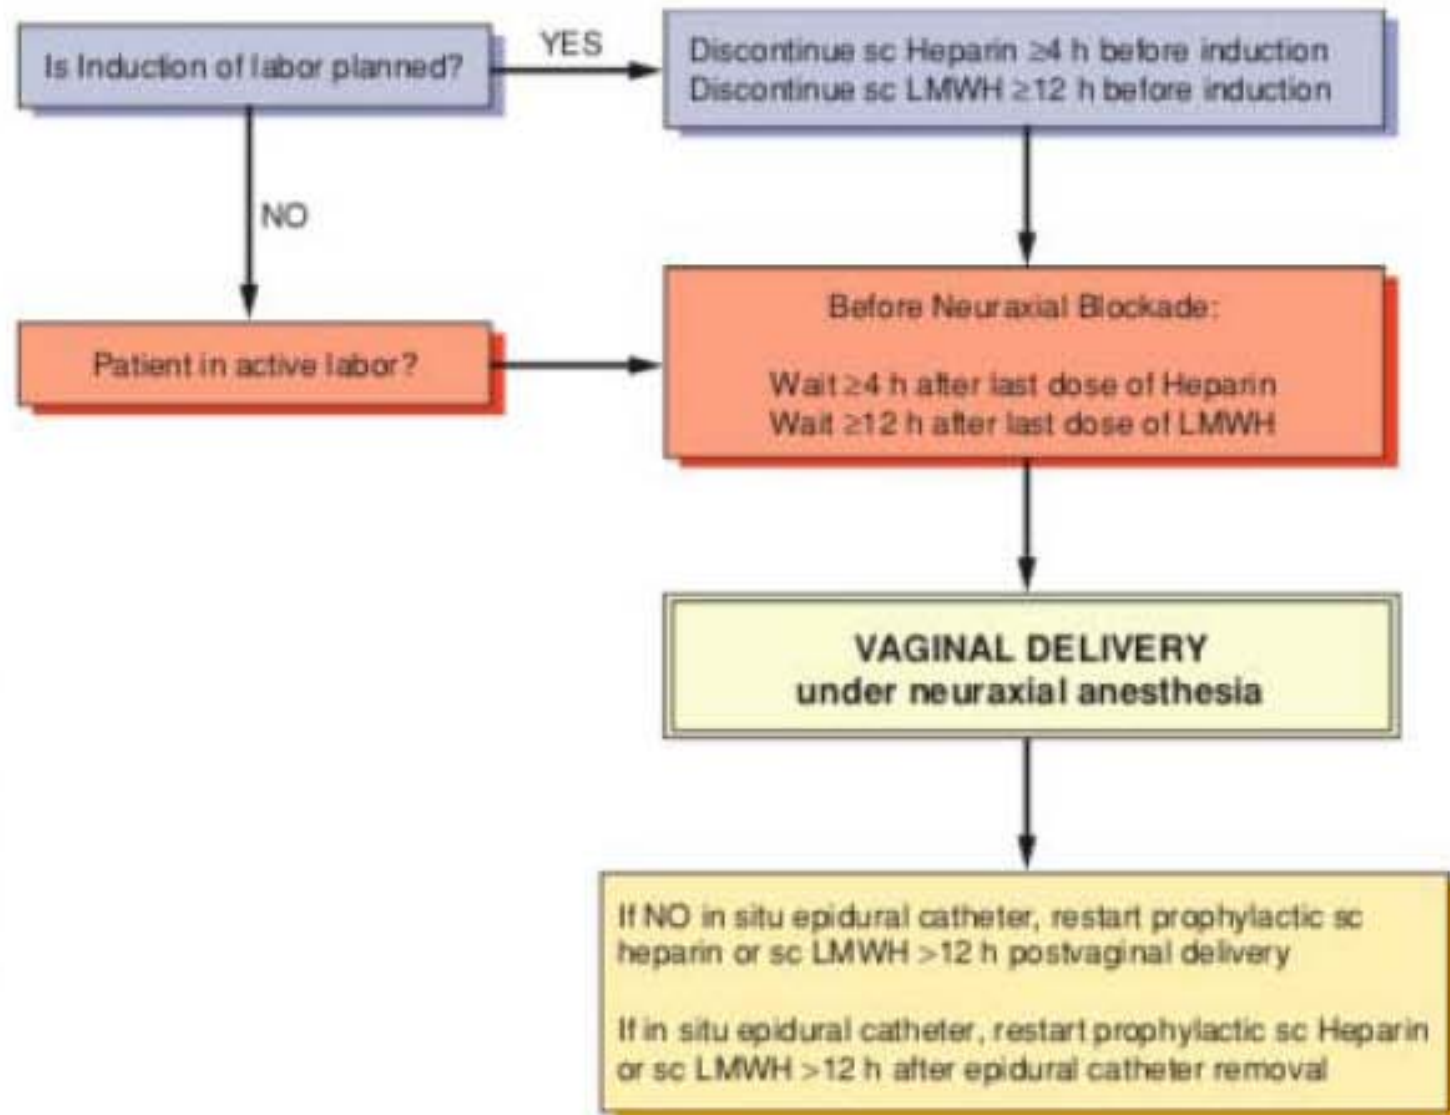 Is Induction of labor planned?
YES
Discontinue sc Heparin ≥4 h before induction
Discontinue sc LMWH ≥12 h before induction
NO
Patient in active labor?
Before Neuraxial Blockade:
Wait ≥4 h after last dose of Heparin
Wait ≥12 h after last dose of LMWH
VAGINAL DELIVERY
under neuraxial anesthesia
If NO in situ epidural catheter, restart prophylactic sc
heparin or sc LMWH >12 h postvaginal delivery
If in situ epidural catheter, restart prophylactic sc Heparin
or sc LMWH >12 h after epidural catheter removal